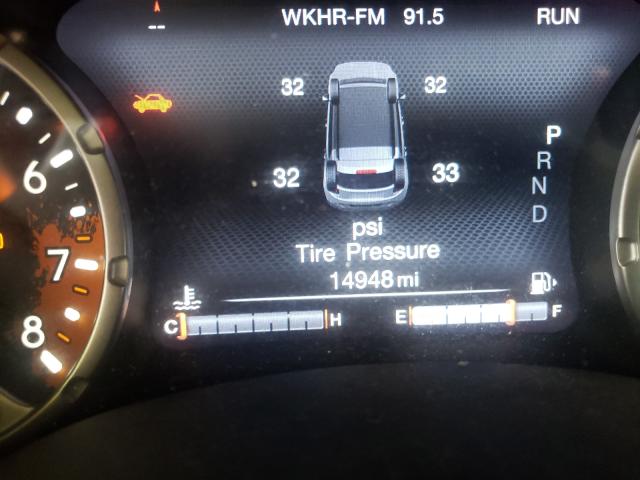 WKHR-FM 91.5 RUN
--
32 32
6
P
R
32 33
N
D
psi
7
Tire Pressure
14948 mi
C H E F
8